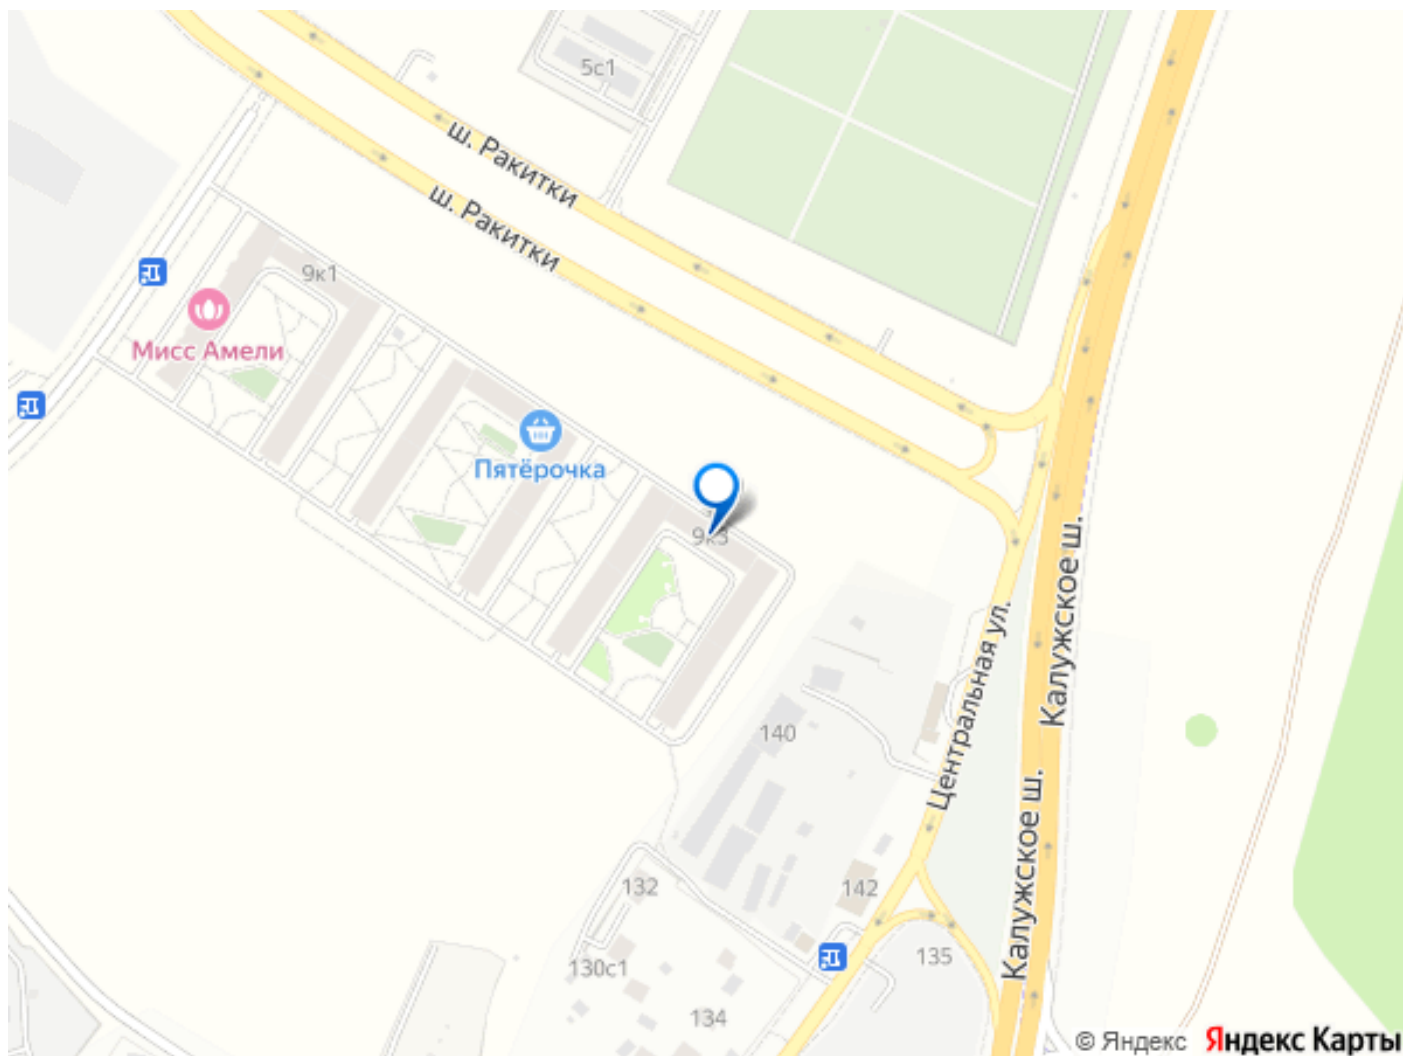 5с1
ш. Ракитки
ш. Ракитки
9к1
Мисс Амели
Пятёрочка
9к3
Калужское ш.
Центральная ул.
140
Калужское ш.
132
142
130с1
135
134
© Яндекс Яндекс Карты